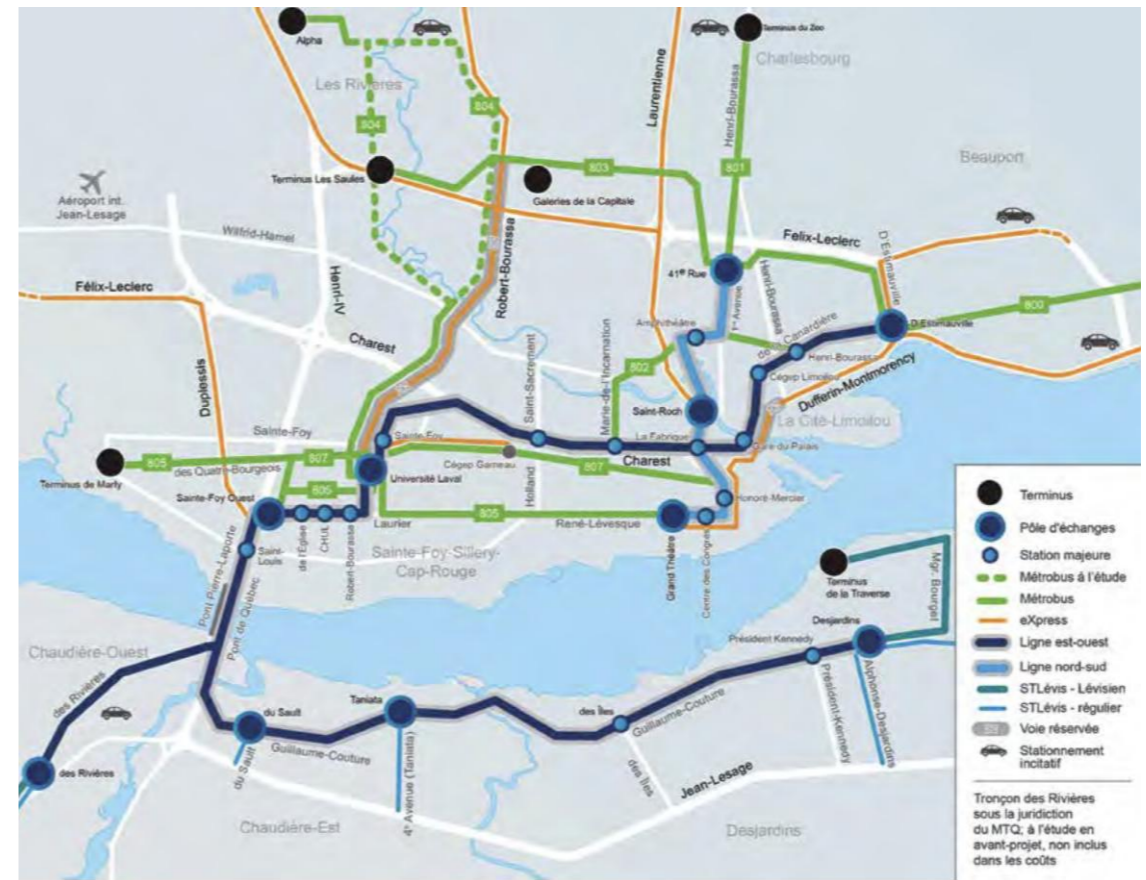 Alpha
Terminus du Zoo
Charlesbourg
Les Rivières
Laurentienne
Henri-Bourassa
804
804
Beauport
803
801
Terminus Les Saules
Galeries de la Capitale
Aéroport int.
Jean-Lesage
Wilfrid-Hamel
Robert-Bourassa
Felix-Leclerc
D'Estimauville
Félix-Leclerc
Henri-IV
41e Rue
1re Avenue
Henri-Bourassa
800
Charest
Amphithéâtre
de la Canardière
D'Estimauville
Duplessis
Saint-Sacrement
Marie-de-l'Incarnation
802
Henri-Bourassa
Cégep Limoilou
Dufferin-Montmorency
Saint-Roch
La Cité-Limoilou
Sainte-Foy
Sainte-Foy
La Fabrique
Gare du Palais
805
807
des Quatre-Bourgeois
Cégep Garneau
Holland
807
Charest
Terminus de Marly
Sainte-Foy Ouest
806
Université Laval
Honoré-Mercier
Laurier
805
René-Lévesque
Saint-Louis
de l'Église
CHUL
Robert-Bourassa
Sainte-Foy-Sillery-
Cap-Rouge
Grand Théâtre
Centre des Congrès
Pont Pierre-Laporte
Pont de Québec
Terminus
de la Traverse
Mgr Bourget
Chaudière-Ouest
Président Kennedy
Desjardins
des Rivières
du Sault
Taniata
des Îles
Guillaume-Couture
Président-Kennedy
Alphonse-Desjardins
Guillaume-Couture
des Rivières
du Sault
4e Avenue (Taniata)
des Îles
Jean-Lesage
Chaudière-Est
Desjardins
Terminus
Pôle d'échanges
Station majeure
Métrobus à l'étude
Métrobus
eXpress
Ligne est-ouest
Ligne nord-sud
STLévis - Lévisien
STLévis - régulier
Voie réservée
Stationnement
incitatif
Tronçon des Rivières
sous la juridiction
du MTQ; à l'étude en
avant-projet, non inclus
dans les coûts